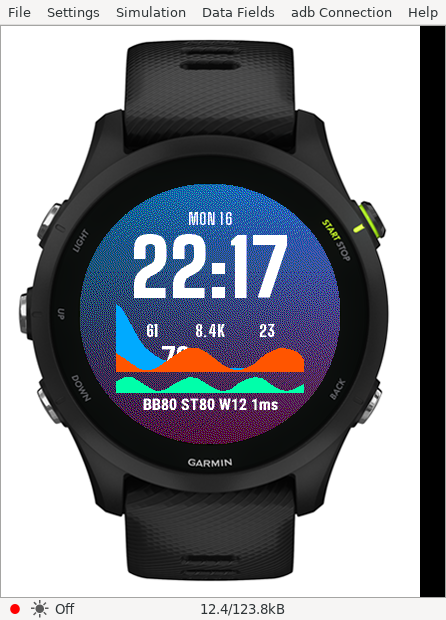 File Settings Simulation Data Fields adb Connection Help
MON 16
START STOP
LIGHT
22:17
UP
61 8.4K 23
DOWN
BACK
BB80 ST80 W12 1ms
GARMIN
Off 12.4/123.8kB